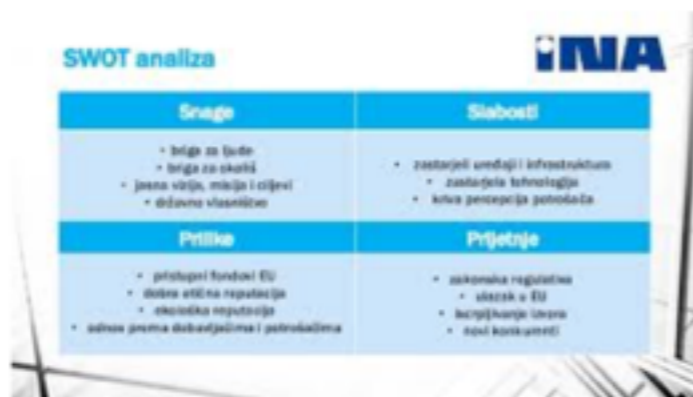 SWOT analiza
INA
Snage
• briga za ljude
• briga za okoliš
• jasna vizija, misija i ciljevi
• državno vlasništvo
Slabosti
• zastarjeli uređaji i infrastruktura
• zastarjela tehnologija
• kriva percepcija potrošača
Prilike
• pristupni fondovi EU
• dobra etična reputacija
• ekološka reputacija
• odnos prema dobavljačima i potrošačima
Prijetnje
• zakonska regulativa
• ulazak u EU
• iscrpljivanje izvora
• novi konkurenti